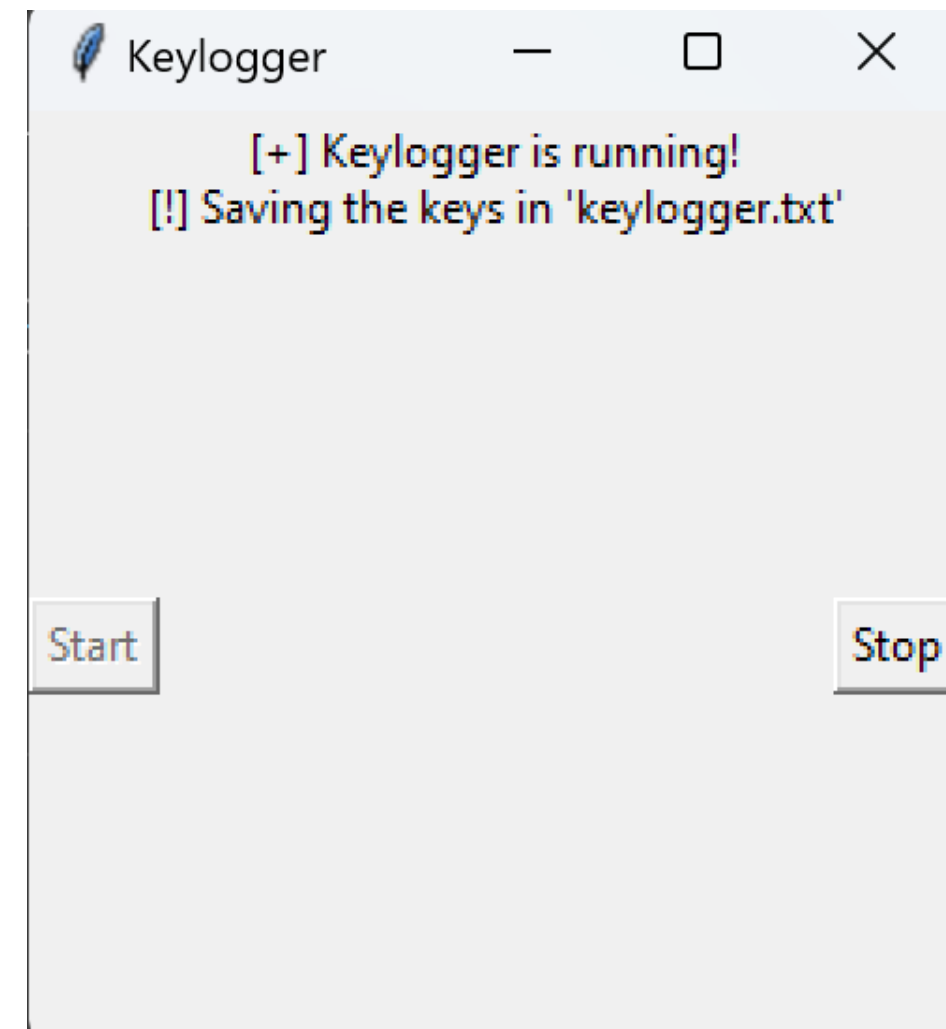 Keylogger
[+] Keylogger is running!
[!] Saving the keys in 'keylogger.txt'
Start
Stop